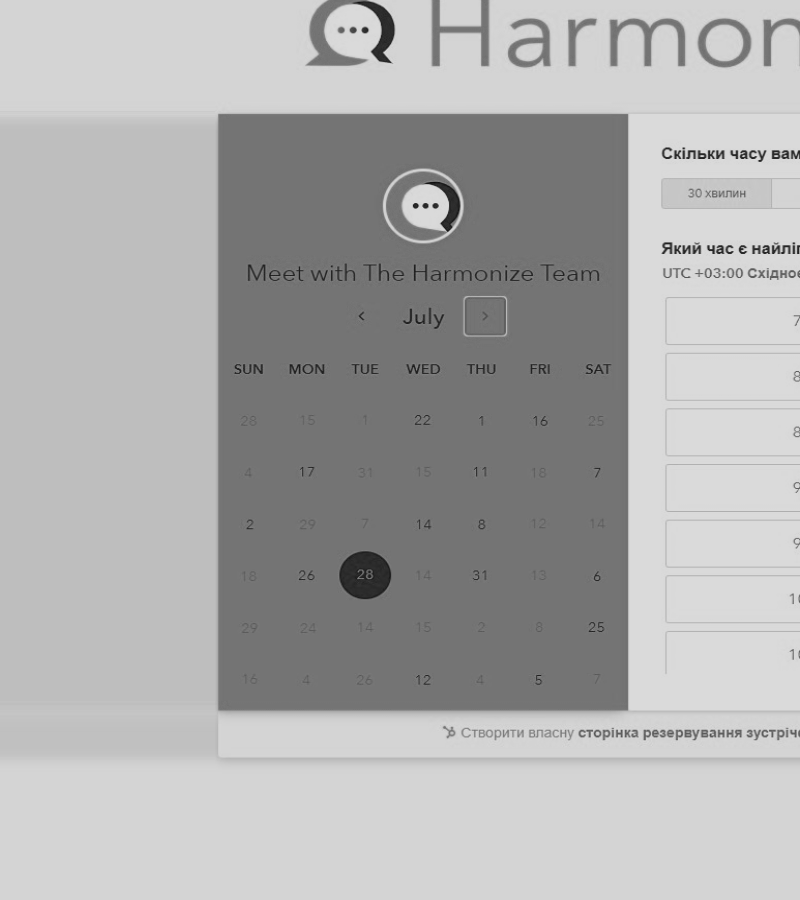 Harmon
Meet with The Harmonize Team
July
SUN MON TUE WED THU FRI SAT
28 15 1 22 1 16 25
4 17 31 15 11 18 7
2 29 7 14 8 12 14
18 26 28 14 31 13 6
29 24 14 15 2 8 25
16 4 26 12 4 5 7
Скільки часу вам
30 хвилин
Який час є найліп
UTC +03:00 Східноє
7
8
8
9
9
10
10
Створити власну сторінка резервування зустріче